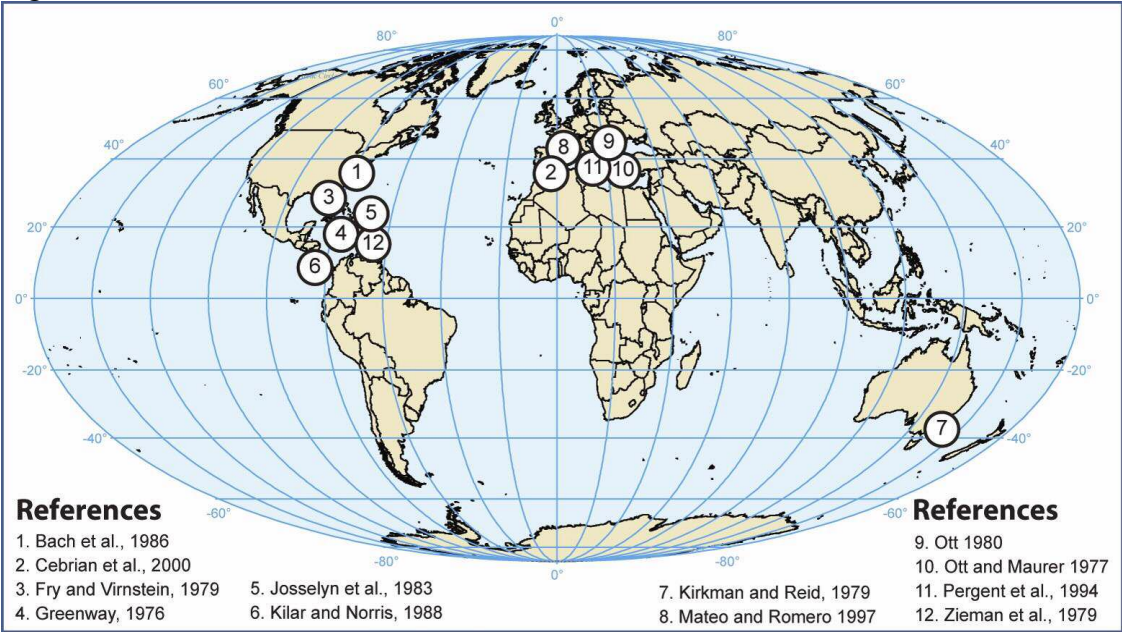 0°
80°
80°
60°
60°
40°
40°
8
9
2
11
10
1
3
5
20°
20°
4
12
6
0°
0°
-20°
-20°
7
-40°
-40°
-60°
-60°
-80°
-80°
0°
References
1. Bach et al., 1986
2. Cebrian et al., 2000
3. Fry and Virnstein, 1979
4. Greenway, 1976
5. Josselyn et al., 1983
6. Kilar and Norris, 1988
7. Kirkman and Reid, 1979
8. Mateo and Romero 1997
References
9. Ott 1980
10. Ott and Maurer 1977
11. Pergent et al., 1994
12. Zieman et al., 1979